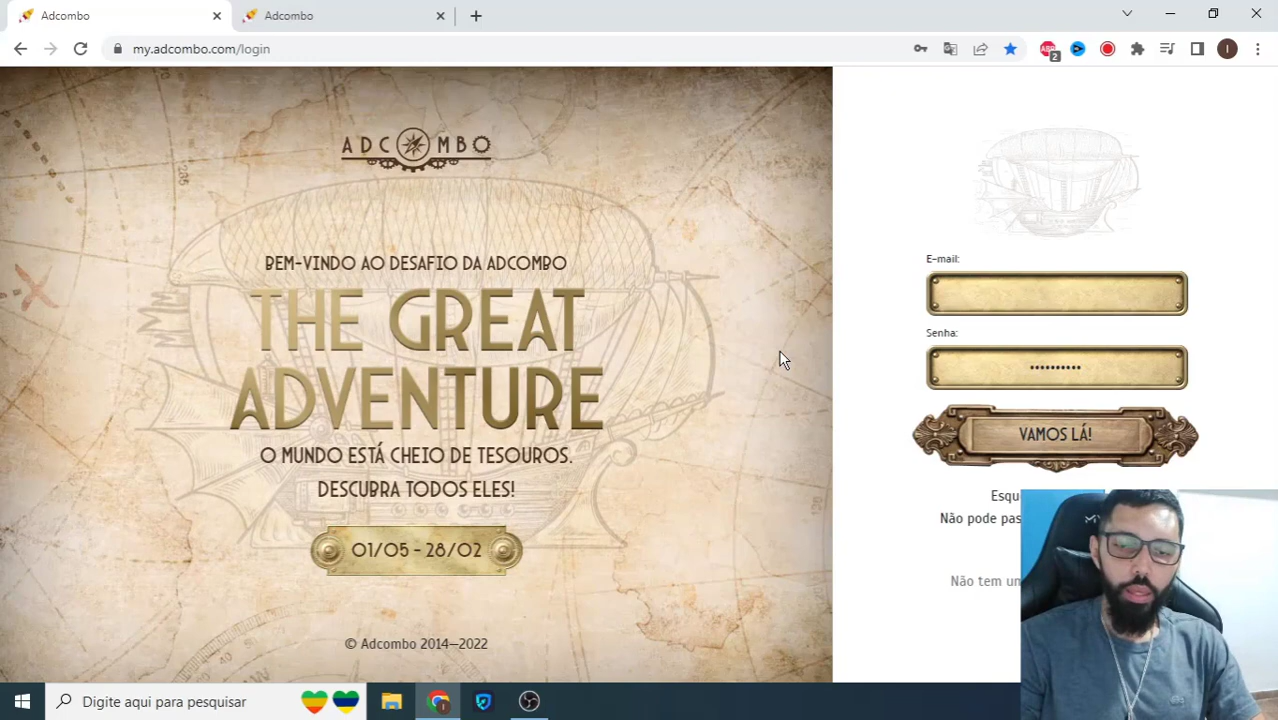 Adcombo
Adcombo
my.adcombo.com/login
2
I
ADCOMBO
BEM-VINDO AO DESAFIO DA ADCOMBO
THE GREAT
ADVENTURE
O MUNDO ESTÁ CHEIO DE TESOUROS.
DESCUBRA TODOS ELES!
01/05 - 28/02
© Adcombo 2014—2022
E-mail:
Senha:
••••••••••
VAMOS LÁ!
Esqu
Não pode pas
Não tem um
Digite aqui para pesquisar